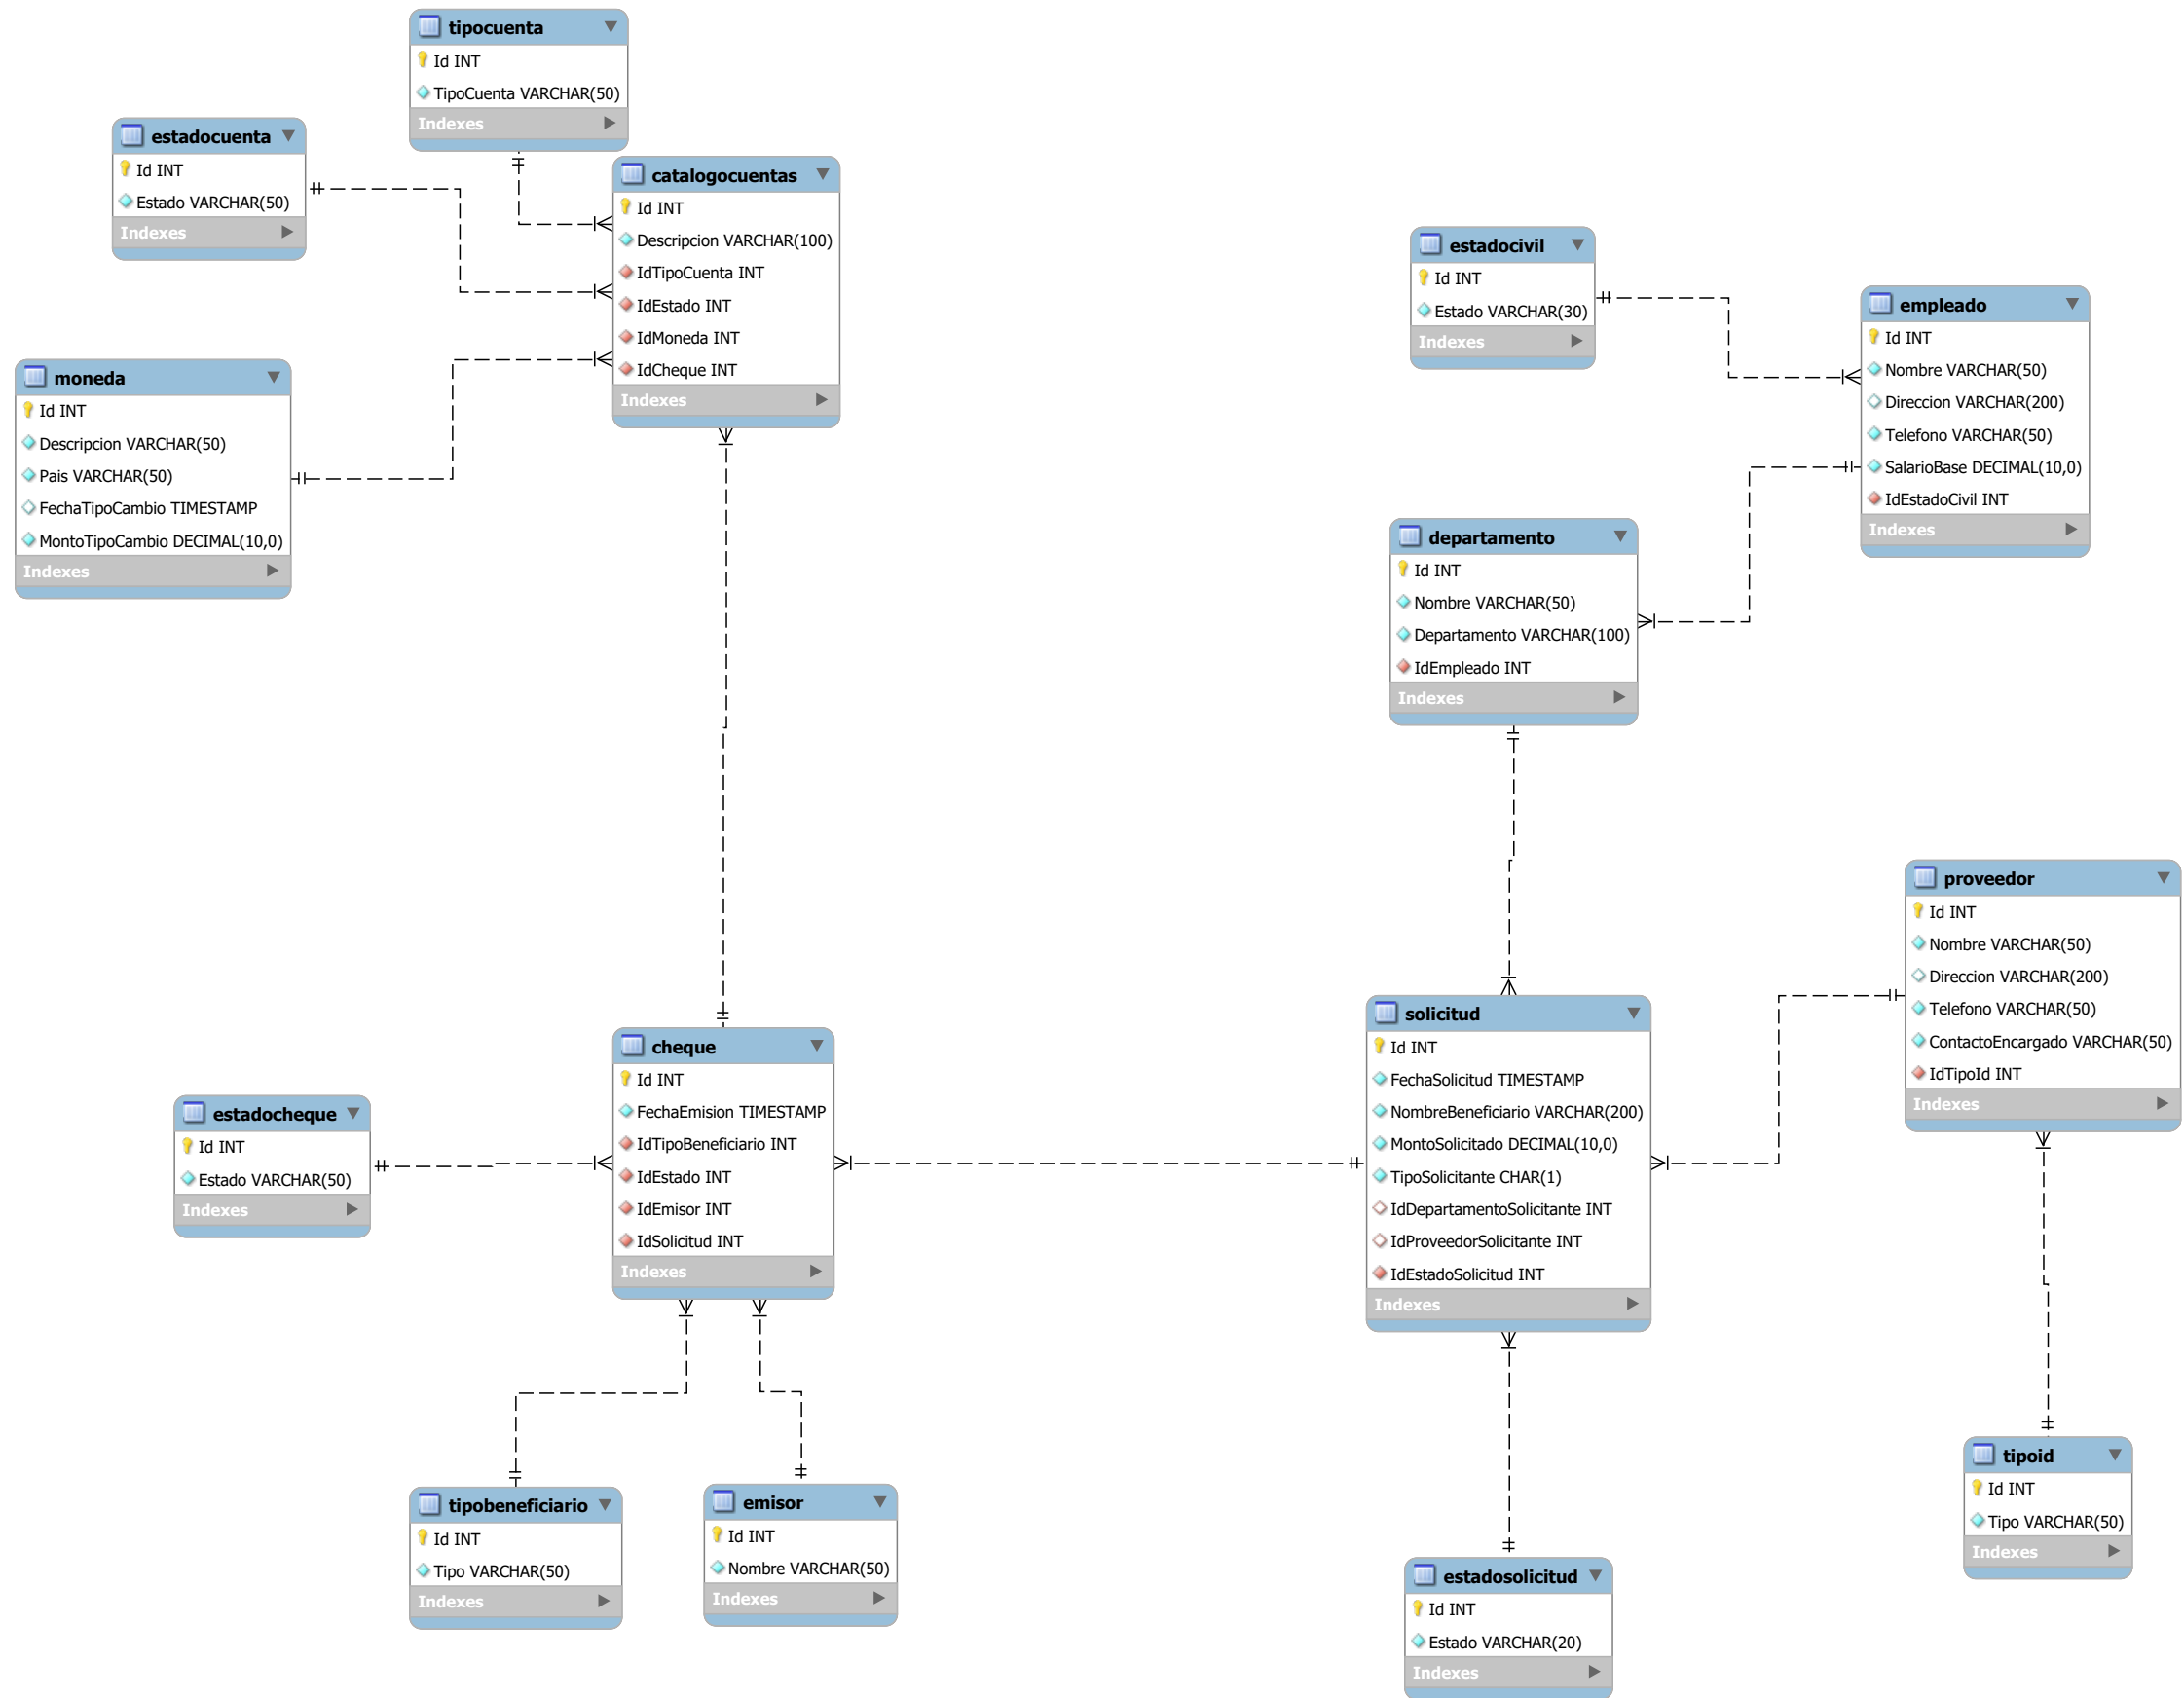 tipocuenta
Id INT
TipoCuenta VARCHAR(50)
Indexes
estadocuenta
Id INT
Estado VARCHAR(50)
Indexes
catalogocuentas
Id INT
Descripcion VARCHAR(100)
IdTipoCuenta INT
IdEstado INT
IdMoneda INT
IdCheque INT
Indexes
moneda
Id INT
Descripcion VARCHAR(50)
Pais VARCHAR(50)
FechaTipoCambio TIMESTAMP
MontoTipoCambio DECIMAL(10,0)
Indexes
estadocivil
Id INT
Estado VARCHAR(30)
Indexes
empleado
Id INT
Nombre VARCHAR(50)
Direccion VARCHAR(200)
Telefono VARCHAR(50)
SalarioBase DECIMAL(10,0)
IdEstadoCivil INT
Indexes
departamento
Id INT
Nombre VARCHAR(50)
Departamento VARCHAR(100)
IdEmpleado INT
Indexes
proveedor
Id INT
Nombre VARCHAR(50)
Direccion VARCHAR(200)
Telefono VARCHAR(50)
ContactoEncargado VARCHAR(50)
IdTipoId INT
Indexes
solicitud
Id INT
FechaSolicitud TIMESTAMP
NombreBeneficiario VARCHAR(200)
MontoSolicitado DECIMAL(10,0)
TipoSolicitante CHAR(1)
IdDepartamentoSolicitante INT
IdProveedorSolicitante INT
IdEstadoSolicitud INT
Indexes
cheque
Id INT
FechaEmision TIMESTAMP
IdTipoBeneficiario INT
IdEstado INT
IdEmisor INT
IdSolicitud INT
Indexes
estadocheque
Id INT
Estado VARCHAR(50)
Indexes
tipobeneficiario
Id INT
Tipo VARCHAR(50)
Indexes
emisor
Id INT
Nombre VARCHAR(50)
Indexes
tipoid
Id INT
Tipo VARCHAR(50)
Indexes
estadosolicitud
Id INT
Estado VARCHAR(20)
Indexes